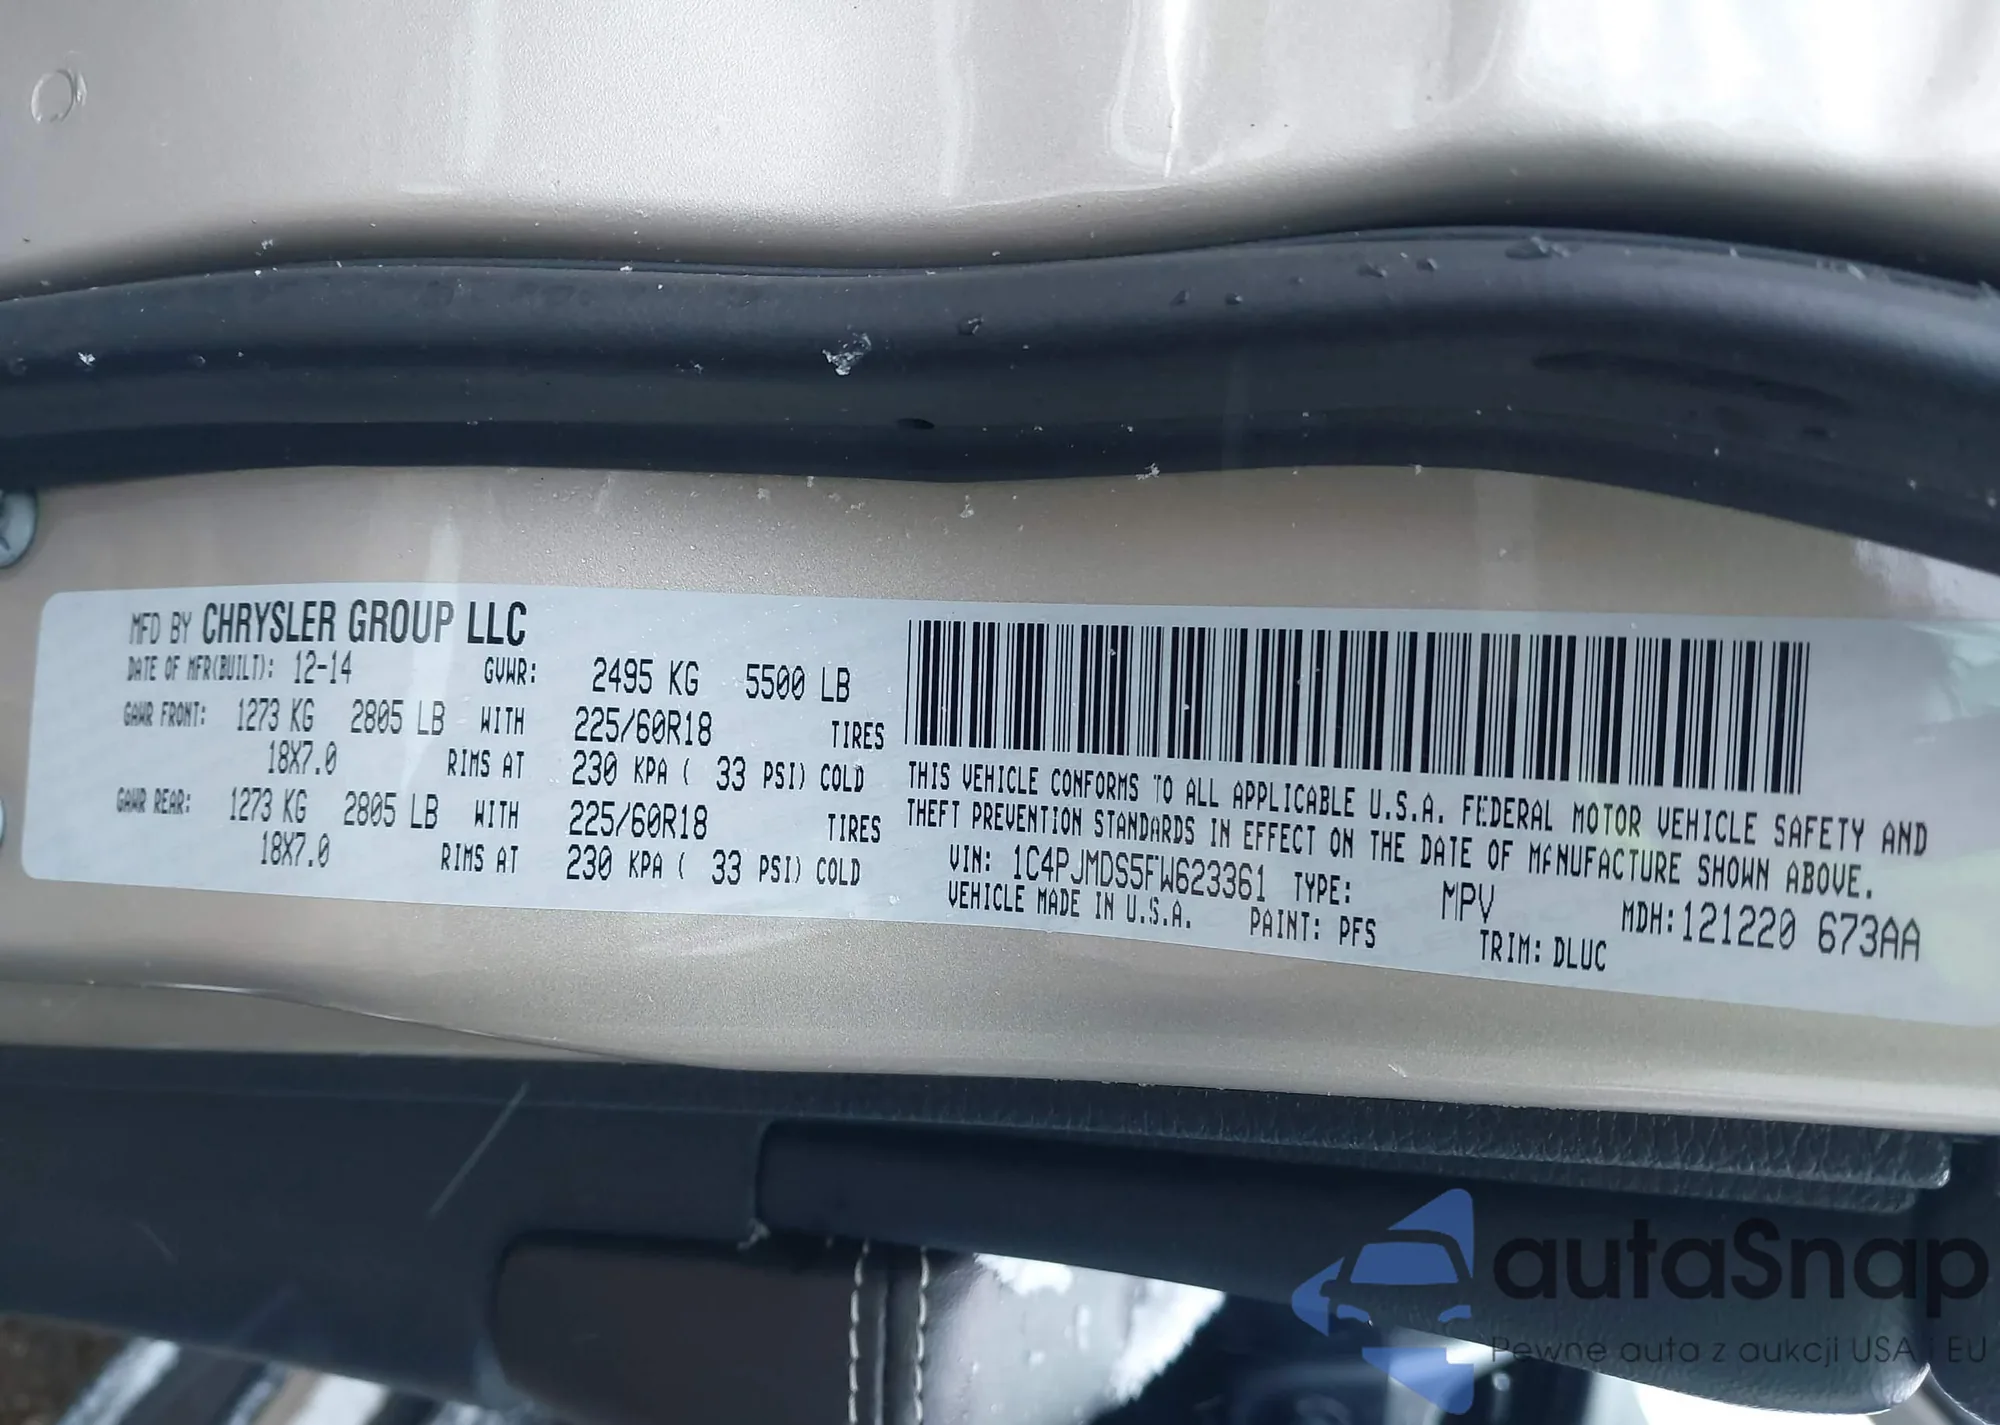 MFD BY CHRYSLER GROUP LLC
DATE OF MFR(BUILT): 12-14 GVWR: 2495 KG 5500 LB
GAWR FRONT: 1273 KG 2805 LB WITH 225/60R18 TIRES
18X7.0 RIMS AT 230 KPA ( 33 PSI) COLD
GAWR REAR: 1273 KG 2805 LB WITH 225/60R18 TIRES
18X7.0 RIMS AT 230 KPA ( 33 PSI) COLD
THIS VEHICLE CONFORMS TO ALL APPLICABLE U.S.A. FEDERAL MOTOR VEHICLE SAFETY AND
THEFT PREVENTION STANDARDS IN EFFECT ON THE DATE OF MANUFACTURE SHOWN ABOVE.
VIN: 1C4PJMDS5FW623361 TYPE: MPV MDH:121220 673AA
VEHICLE MADE IN U.S.A. PAINT: PFS TRIM: DLUC
autaSnap
Pewne auta z aukcji USA i EU